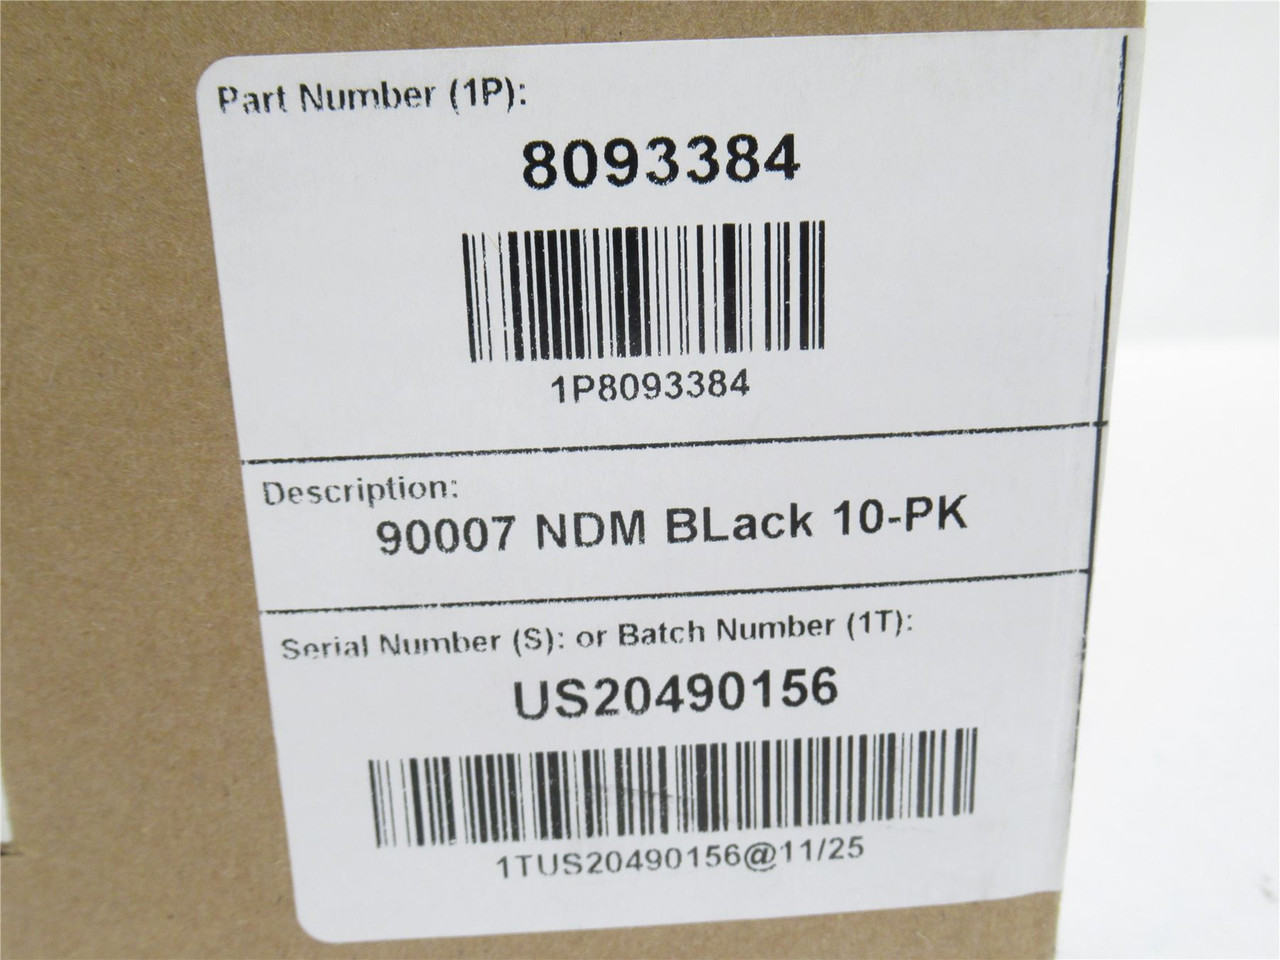 Part Number (1P):
8093384
1P8093384
Description:
90007 NDM BLack 10-PK
Serial Number (S): or Batch Number (1T):
US20490156
1TUS20490156@11/25